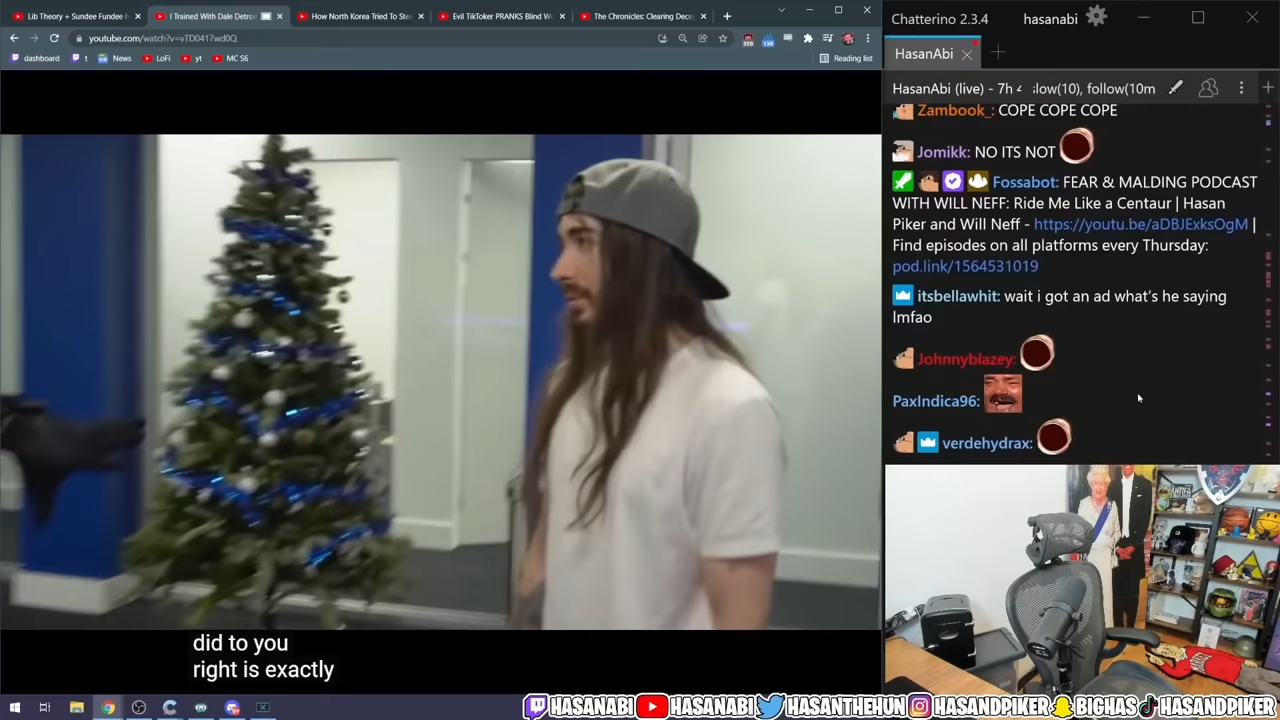 Lib Theory + Sundee Fundee
I Trained With Dale Detroi
How North Korea Tried To Ste
Evil TikToker PRANKS Blind W
The Chronicles: Clearing Dece
youtube.com/watch?v=vTD0417wd0Q
359
130
dashboard
t
News
LoFi
yt
MC S6
Reading list
did to you
right is exactly
Chatterino 2.3.4
hasanabi
HasanAbi
HasanAbi (live) - 7h
low(10), follow(10m
Zambook_: COPE COPE COPE
Jomikk: NO ITS NOT
Fossabot: FEAR & MALDING PODCAST
WITH WILL NEFF: Ride Me Like a Centaur | Hasan
Piker and Will Neff - https://youtu.be/aDBJExksOgM |
Find episodes on all platforms every Thursday:
pod.link/1564531019
itsbellawhit: wait i got an ad what's he saying
lmfao
Johnnyblazey:
PaxIndica96:
verdehydrax:
HASANABI HASANABI HASANTHEHUN HASANDPIKER BIGHAS HASANDPIKER